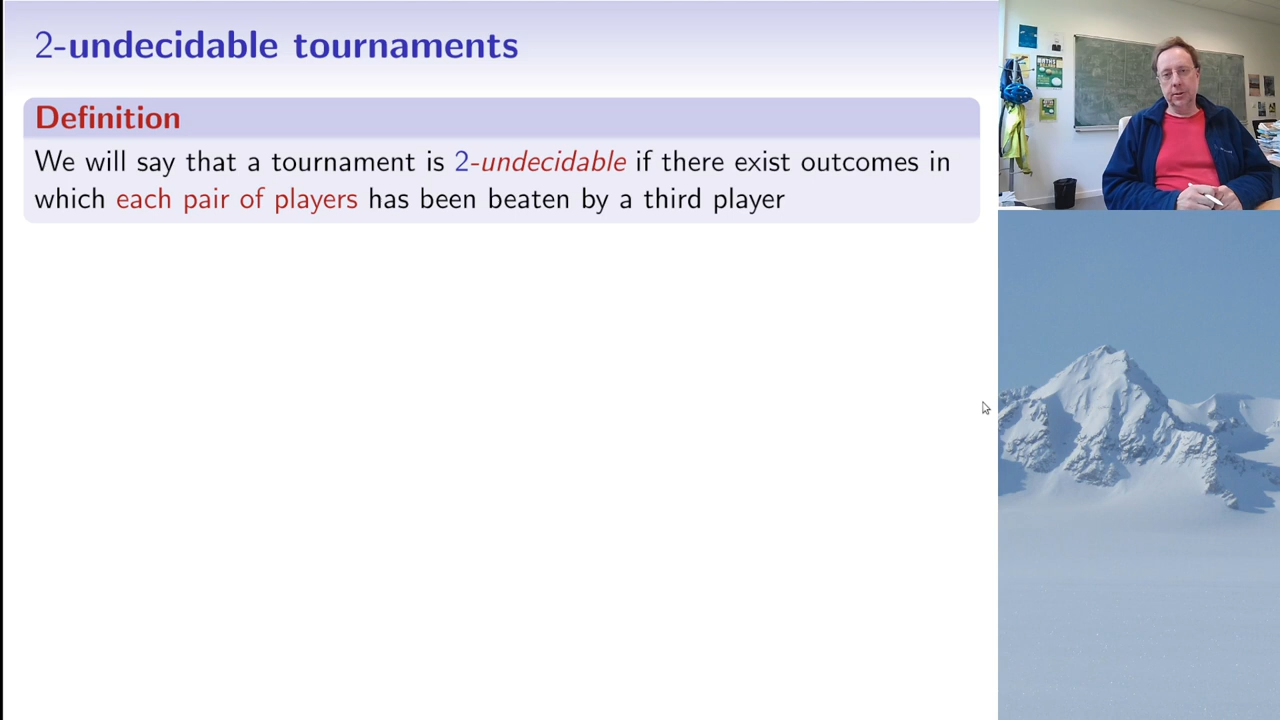 2-undecidable tournaments
Definition
We will say that a tournament is 2-undecidable if there exist outcomes in
which each pair of players has been beaten by a third player